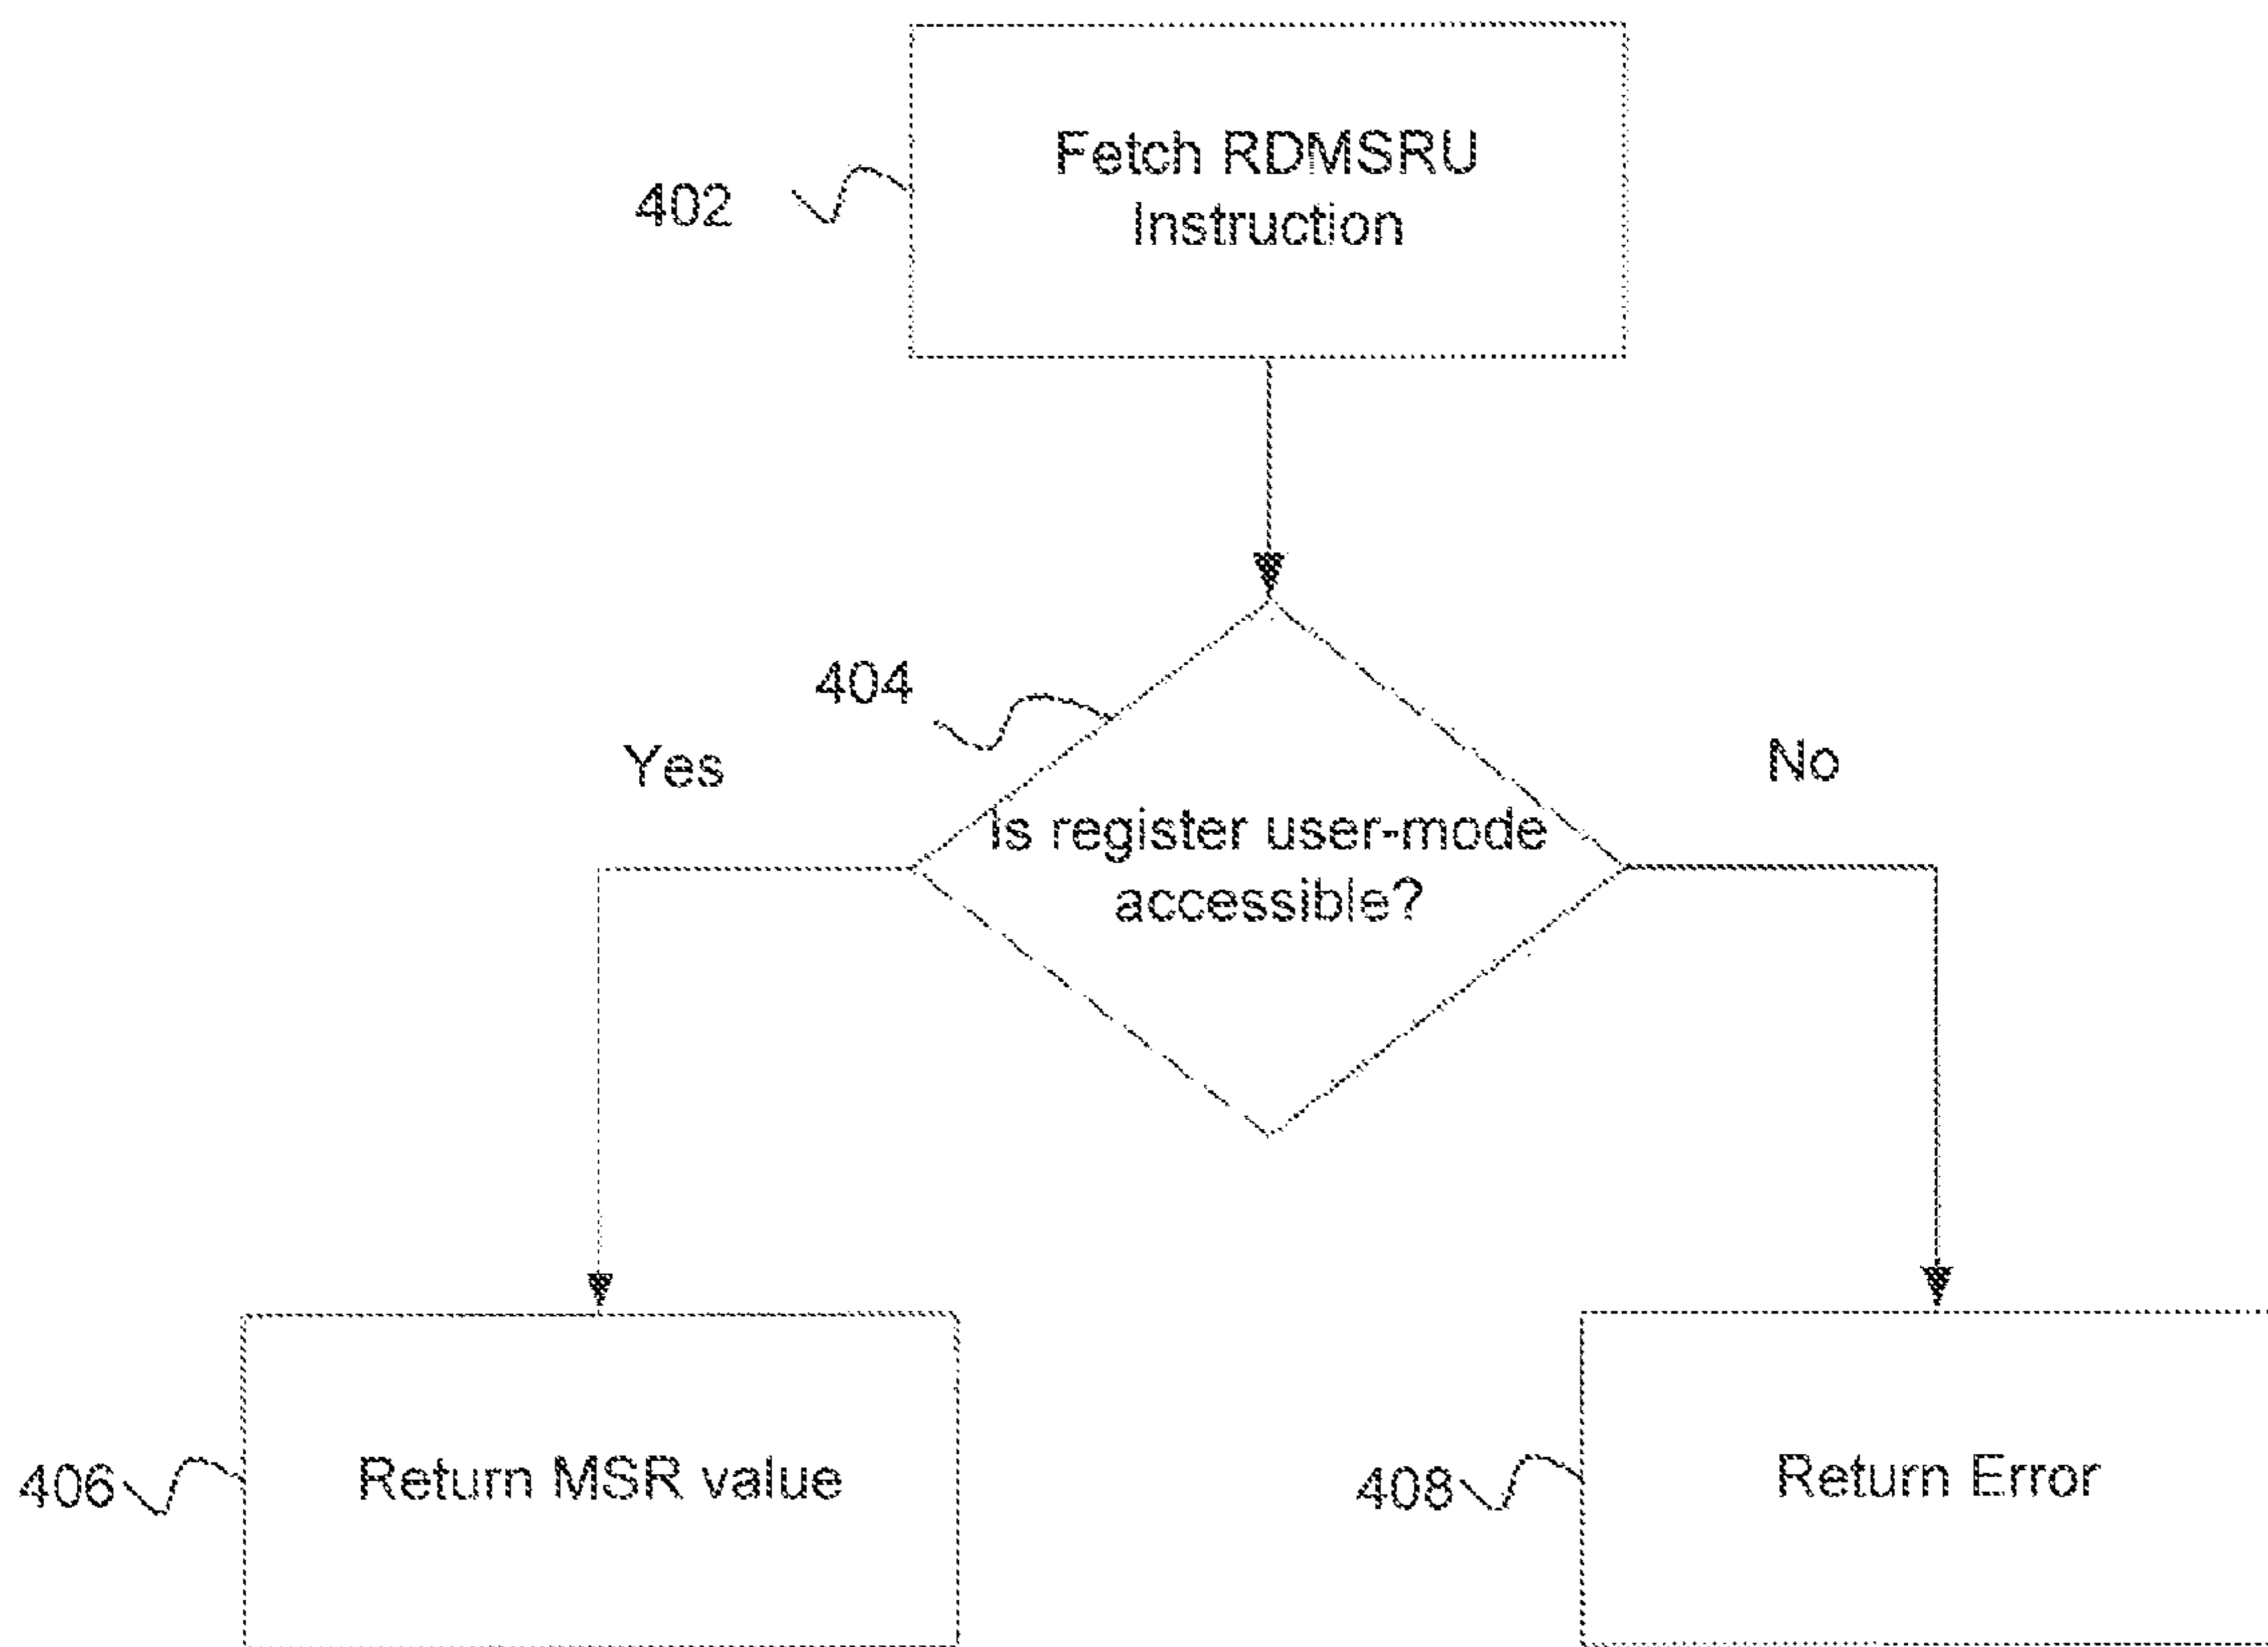 Fetch RDMSRU
Instruction
402
404
Yes
No
Is register user-mode
accessible?
406
Return MSR value
408
Return Error